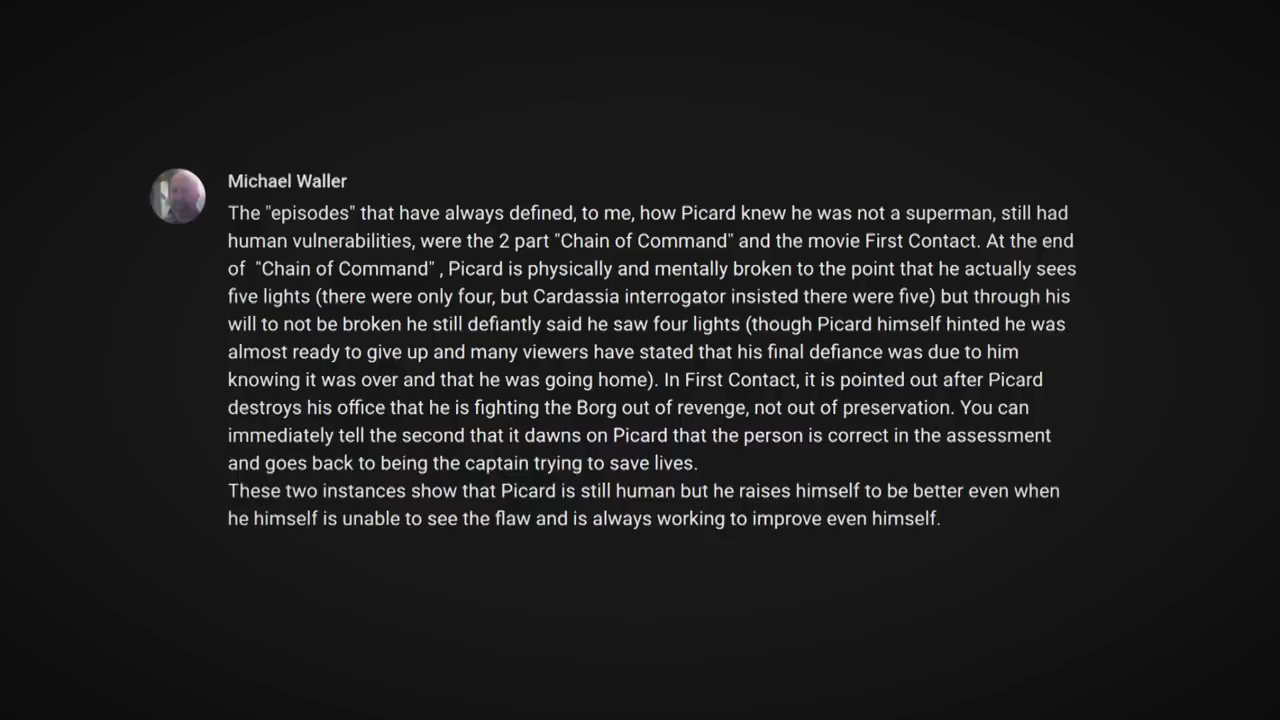 Michael Waller
The "episodes" that have always defined, to me, how Picard knew he was not a superman, still had
human vulnerabilities, were the 2 part "Chain of Command" and the movie First Contact. At the end
of  "Chain of Command" , Picard is physically and mentally broken to the point that he actually sees
five lights (there were only four, but Cardassia interrogator insisted there were five) but through his
will to not be broken he still defiantly said he saw four lights (though Picard himself hinted he was
almost ready to give up and many viewers have stated that his final defiance was due to him
knowing it was over and that he was going home). In First Contact, it is pointed out after Picard
destroys his office that he is fighting the Borg out of revenge, not out of preservation. You can
immediately tell the second that it dawns on Picard that the person is correct in the assessment
and goes back to being the captain trying to save lives.
These two instances show that Picard is still human but he raises himself to be better even when
he himself is unable to see the flaw and is always working to improve even himself.